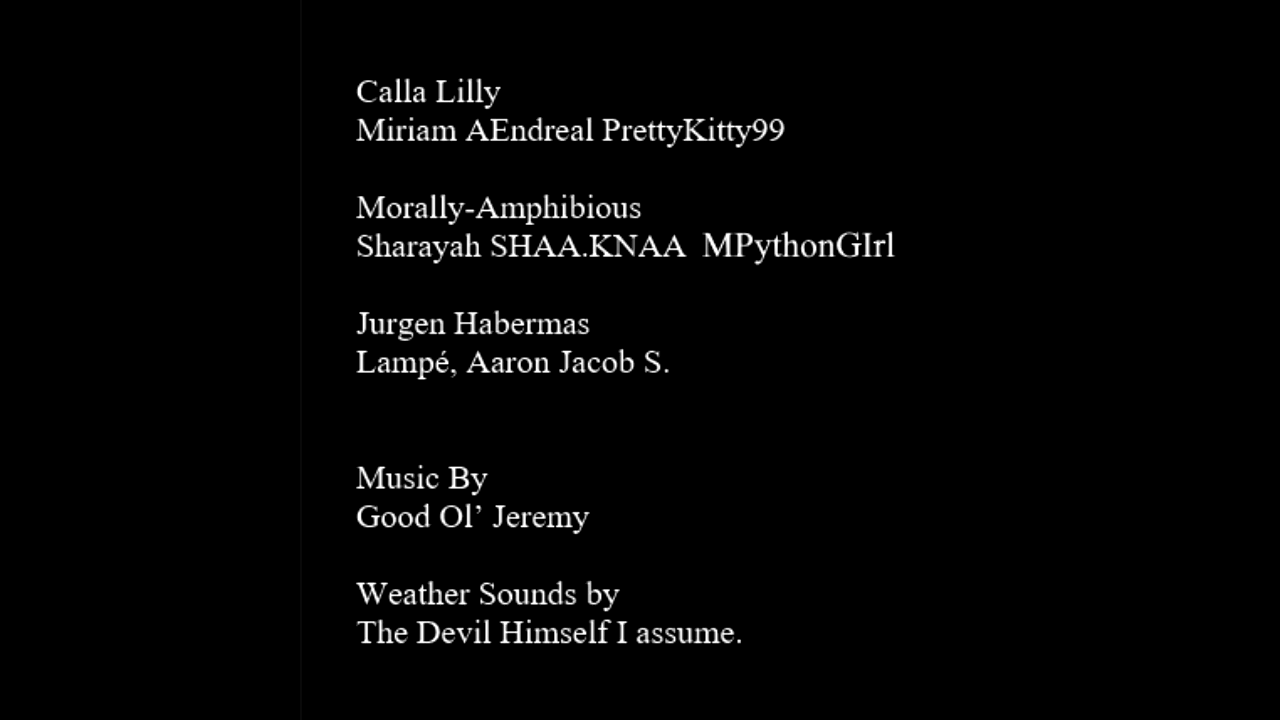 Calla Lilly
Miriam AEndreal PrettyKitty99
Morally-Amphibious
Sharayah SHAA.KNAA  MPythonGIrl
Jurgen Habermas
Lampé, Aaron Jacob S.
Music By
Good Ol’ Jeremy
Weather Sounds by
The Devil Himself I assume.